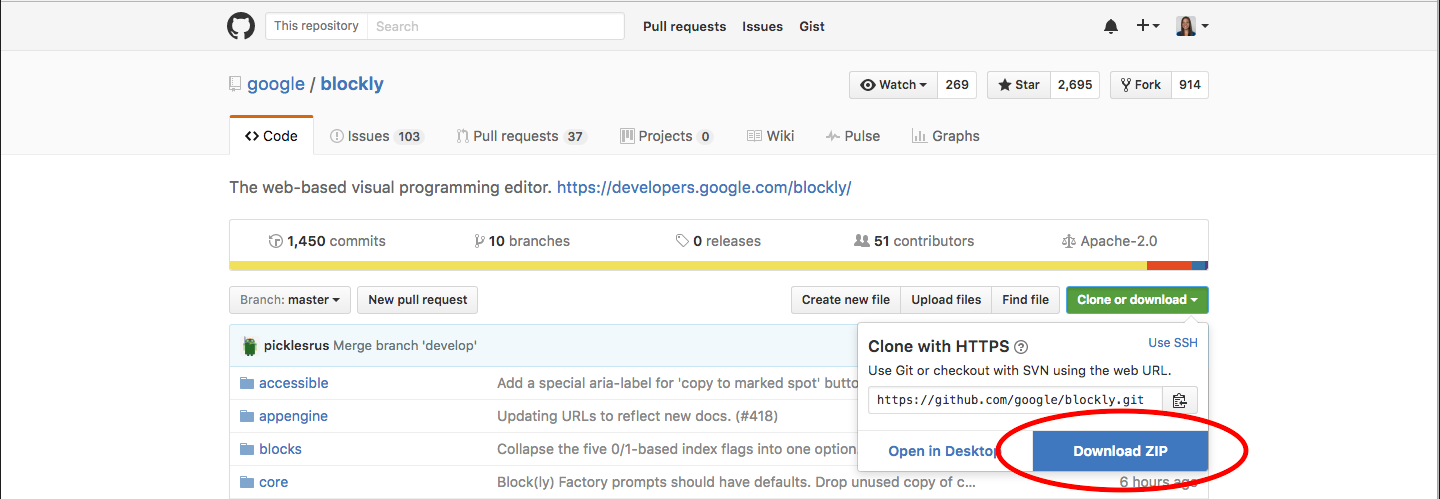 This repository Search Pull requests Issues Gist
google / blockly Watch 269 Star 2,695 Fork 914
Code Issues 103 Pull requests 37 Projects 0 Wiki Pulse Graphs
The web-based visual programming editor. https://developers.google.com/blockly/
1,450 commits 10 branches 0 releases 51 contributors Apache-2.0
Branch: master New pull request Create new file Upload files Find file Clone or download
picklesrus Merge branch 'develop'
Clone with HTTPS ? Use SSH
Use Git or checkout with SVN using the web URL.
https://github.com/google/blockly.git
Open in Desktop Download ZIP
accessible Add a special aria-label for 'copy to marked spot' butto
appengine Updating URLs to reflect new docs. (#418)
blocks Collapse the five 0/1-based index flags into one option.
core Block(ly) Factory prompts should have defaults. Drop unused copy of c... 6 hours ago